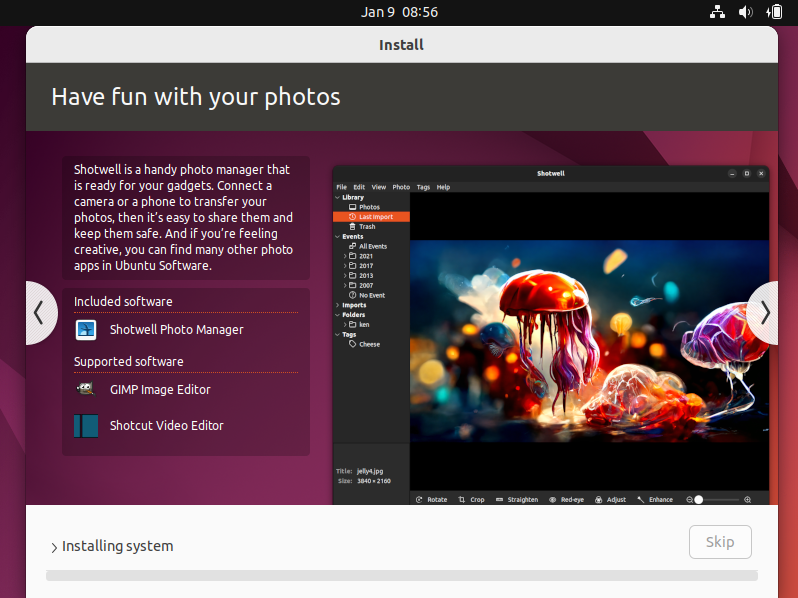 Jan 9 08:56
Install
Have fun with your photos
Shotwell is a handy photo manager that
is ready for your gadgets. Connect a
camera or a phone to transfer your
photos, then it’s easy to share them and
keep them safe. And if you’re feeling
creative, you can find many other photo
apps in Ubuntu Software.
Included software
Shotwell Photo Manager
Supported software
GIMP Image Editor
Shotcut Video Editor
Shotwell
File Edit View Photo Tags Help
Library
Photos
Last Import
Trash
Events
All Events
2021
2017
2013
2007
No Event
Imports
Folders
ken
Tags
Cheese
Title: jelly4.jpg
Size: 3840 × 2160
Rotate Crop Straighten Red-eye Adjust Enhance
Installing system
Skip